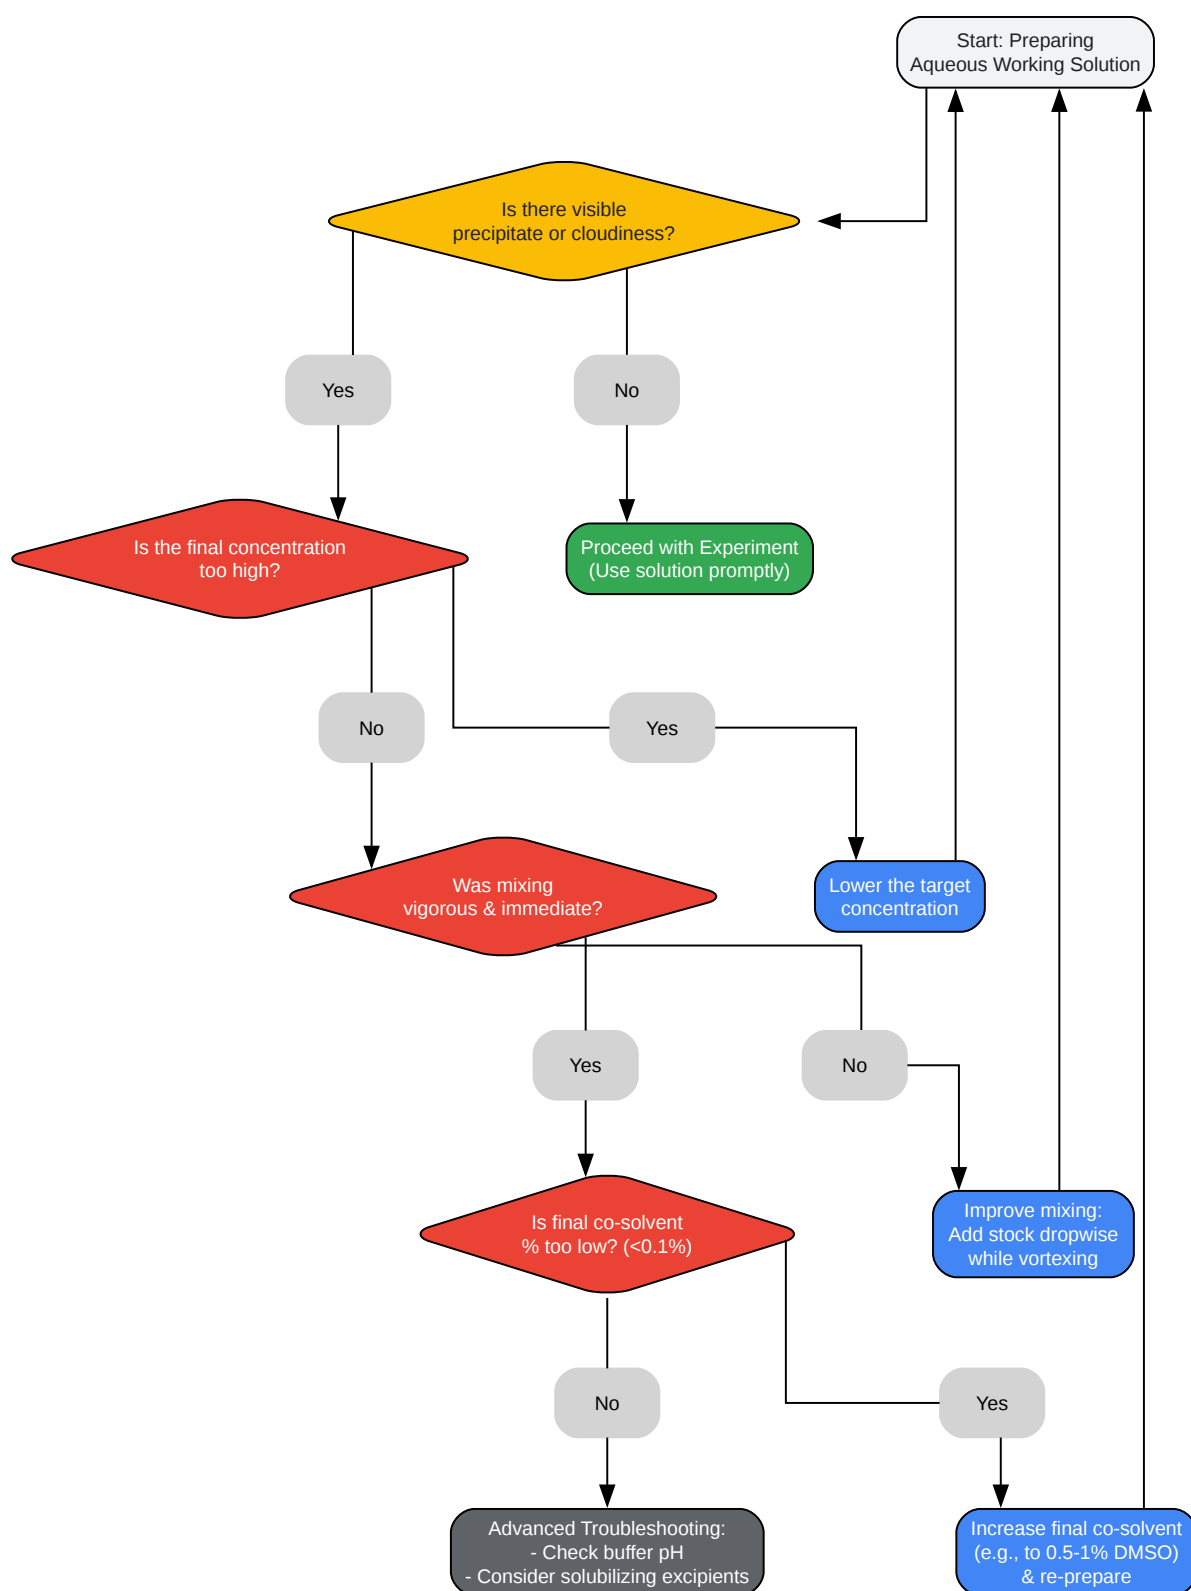 Start: Preparing
Aqueous Working Solution
Is there visible
precipitate or cloudiness?
Yes
No
Is the final concentration
too high?
Proceed with Experiment
(Use solution promptly)
No
Yes
Was mixing
vigorous & immediate?
Lower the target
concentration
Yes
No
Is final co-solvent
% too low? (<0.1%)
Improve mixing:
Add stock dropwise
while vortexing
No
Yes
Advanced Troubleshooting:
- Check buffer pH
- Consider solubilizing excipients
Increase final co-solvent
(e.g., to 0.5-1% DMSO)
& re-prepare